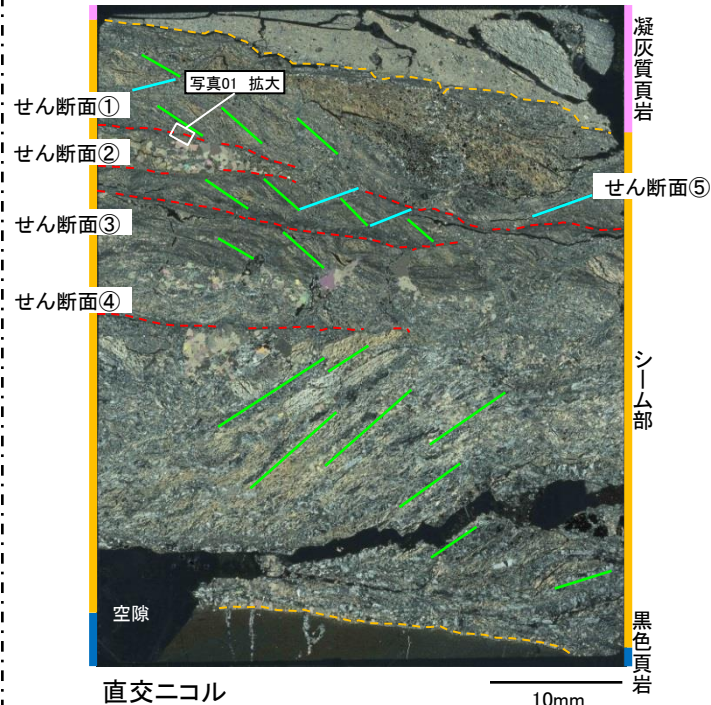 凝灰質頁岩
写真01 拡大
せん断面①
せん断面②
せん断面⑤
せん断面③
せん断面④
シーム部
空隙
黒色頁岩
直交ニコル
10mm